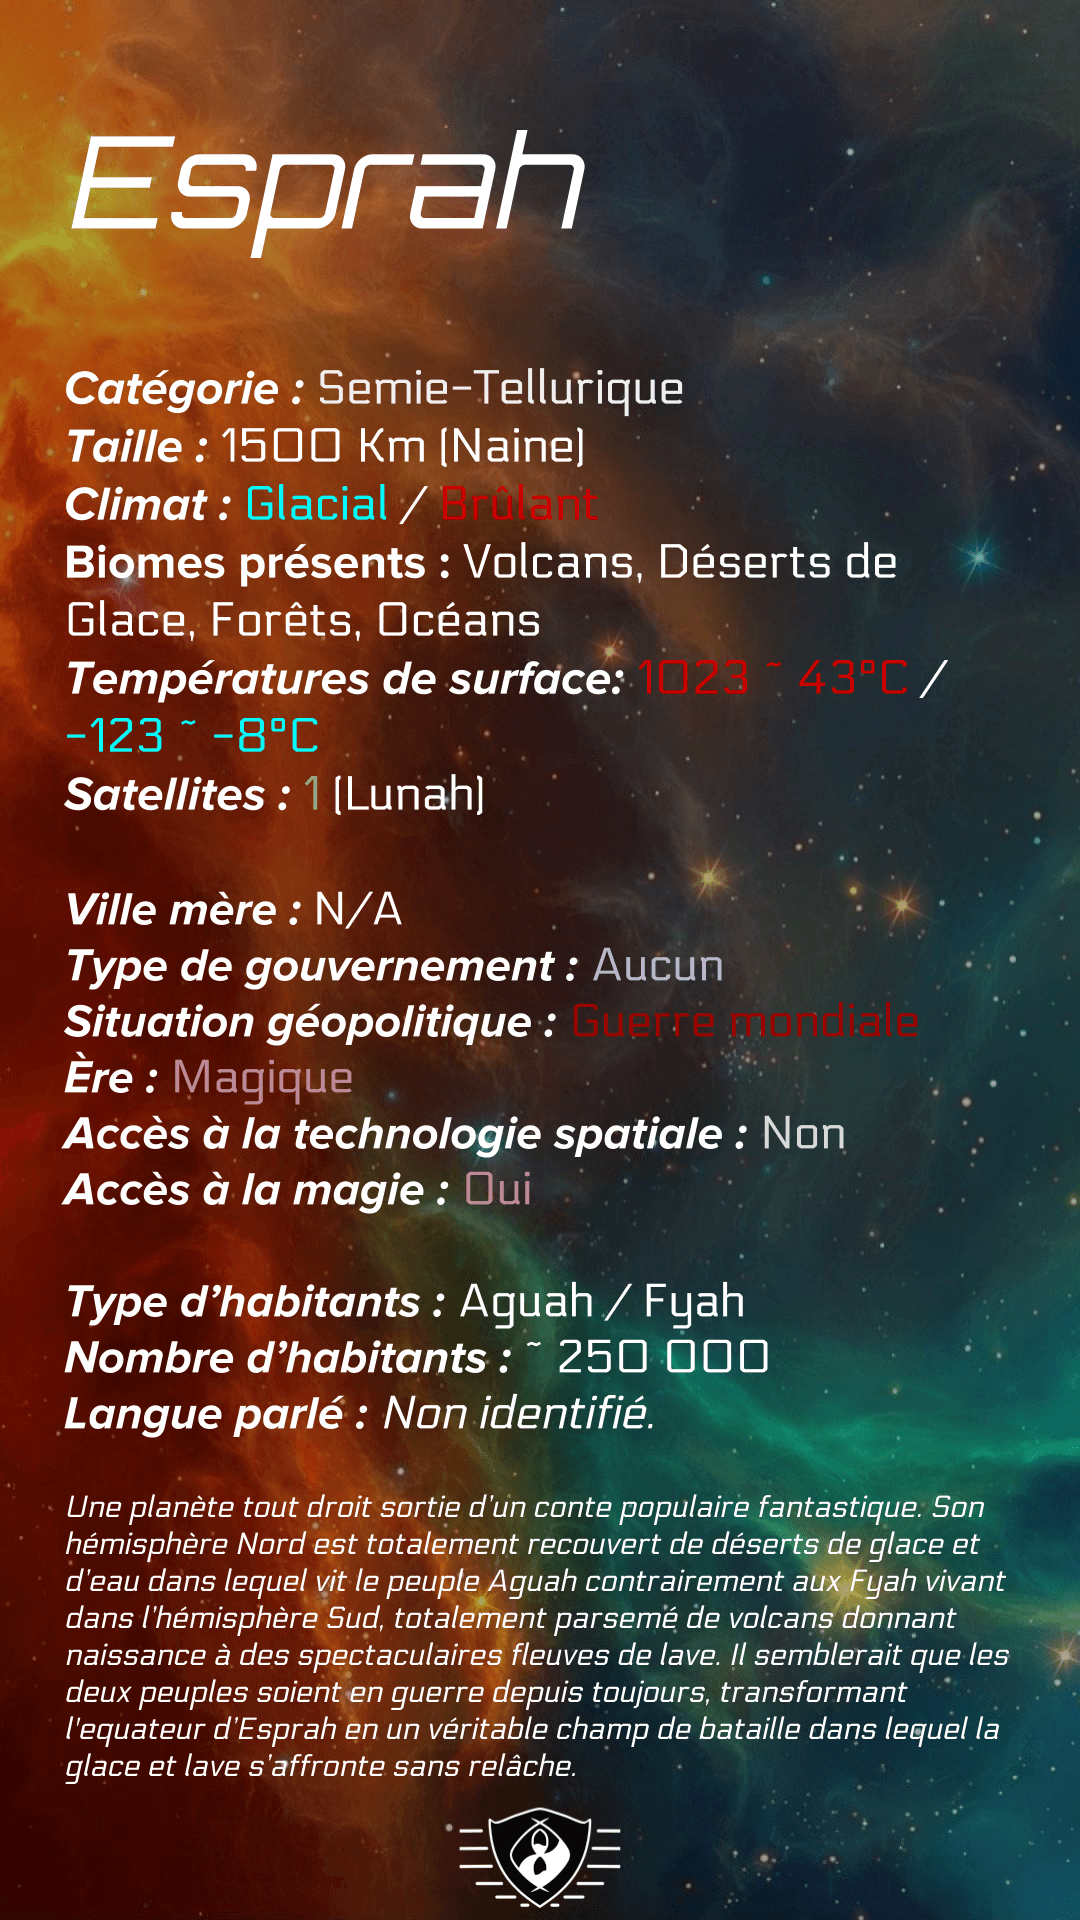 Esprah
Catégorie : Semie-Tellurique
Taille : 1500 Km (Naine)
Climat : Glacial / Brûlant
Biomes présents : Volcans, Déserts de
Glace, Forêts, Océans
Températures de surface: 1023 ~ 43°C /
-123 ~ -8°C
Satellites : 1 (Lunah)
Ville mère : N/A
Type de gouvernement : Aucun
Situation géopolitique : Guerre mondiale
Ère : Magique
Accès à la technologie spatiale : Non
Accès à la magie : Oui
Type d’habitants : Aguah / Fyah
Nombre d’habitants : ~ 250 000
Langue parlé : Non identifié.
Une planète tout droit sortie d’un conte populaire fantastique. Son
hémisphère Nord est totalement recouvert de déserts de glace et
d’eau dans lequel vit le peuple Aguah contrairement aux Fyah vivant
dans l’hémisphère Sud, totalement parsemé de volcans donnant
naissance à des spectaculaires fleuves de lave. Il semblerait que les
deux peuples soient en guerre depuis toujours, transformant
l'equateur d’Esprah en un véritable champ de bataille dans lequel la
glace et lave s’affronte sans relâche.